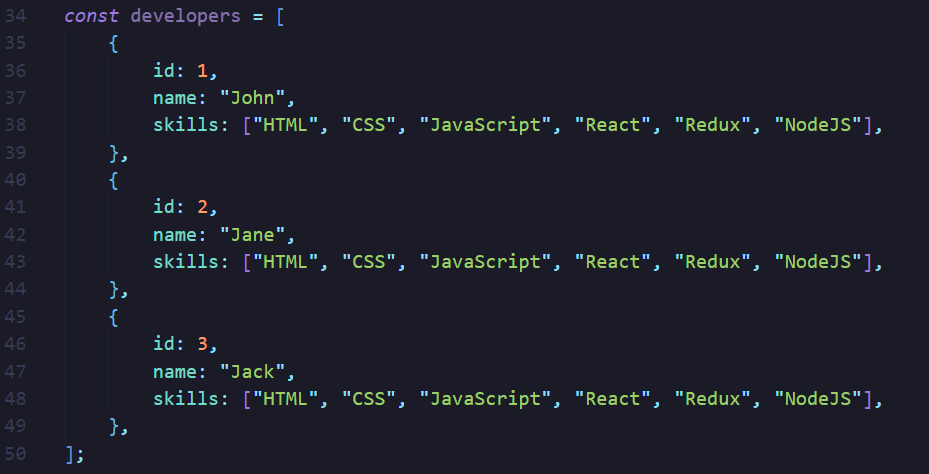 34 const developers = [
35     {
36         id: 1,
37         name: "John",
38         skills: ["HTML", "CSS", "JavaScript", "React", "Redux", "NodeJS"],
39     },
40     {
41         id: 2,
42         name: "Jane",
43         skills: ["HTML", "CSS", "JavaScript", "React", "Redux", "NodeJS"],
44     },
45     {
46         id: 3,
47         name: "Jack",
48         skills: ["HTML", "CSS", "JavaScript", "React", "Redux", "NodeJS"],
49     },
50 ];